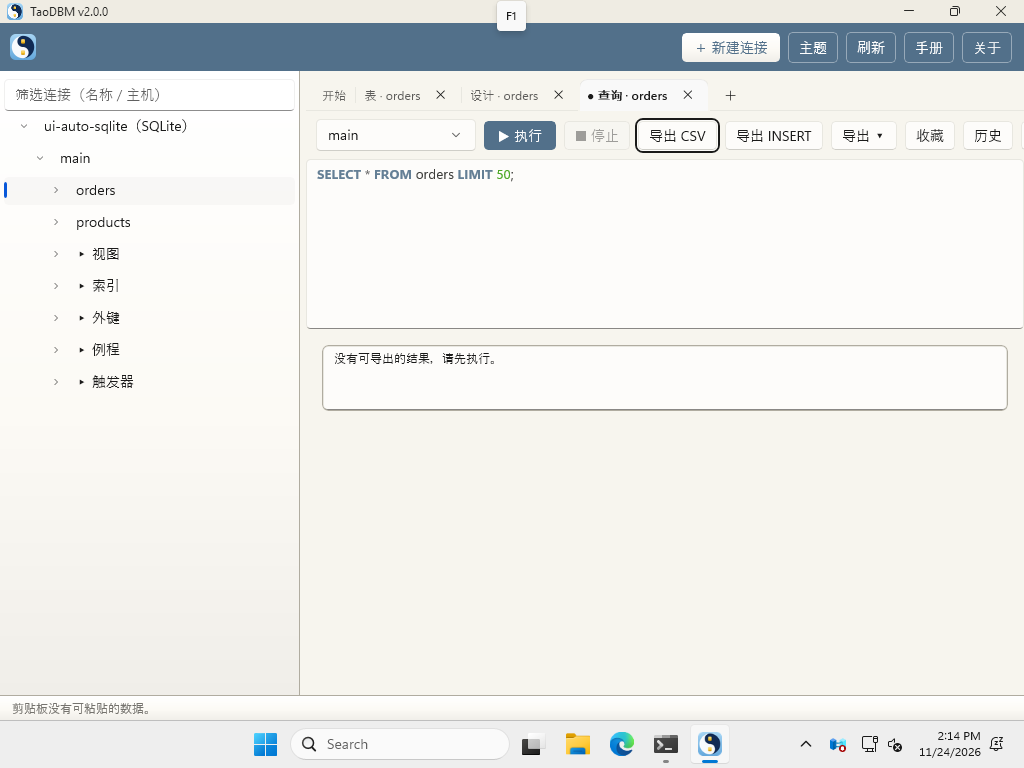 TaoDBM v2.0.0
F1
+ 新建连接
主题
刷新
手册
关于
筛选连接（名称 / 主机）
ui-auto-sqlite（SQLite）
main
orders
products
视图
索引
外键
例程
触发器
开始
表 · orders
设计 · orders
• 查询 · orders
main
执行
停止
导出 CSV
导出 INSERT
导出
收藏
历史
SELECT * FROM orders LIMIT 50;
没有可导出的结果，请先执行。
剪贴板没有可粘贴的数据。
Search
2:14 PM
11/24/2026